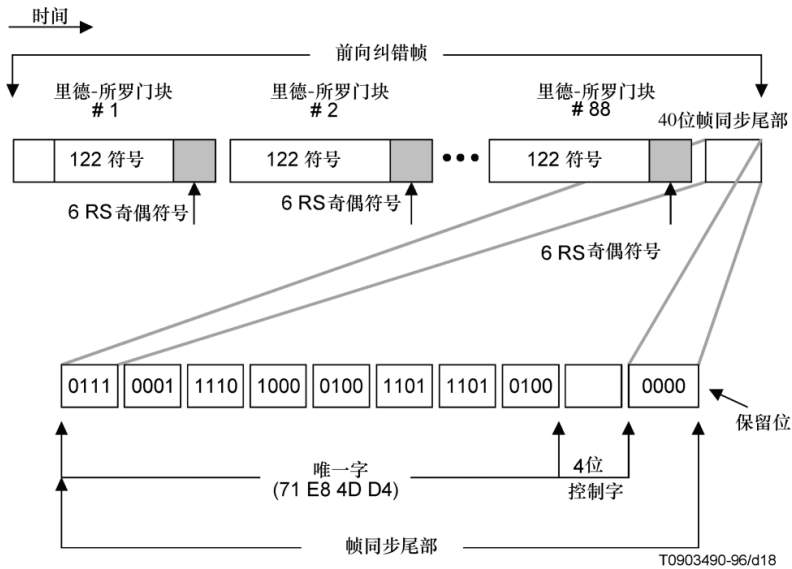 时间
前向纠错帧
里德-所罗门块
# 1
里德-所罗门块
# 2
里德-所罗门块
# 88
40位帧同步尾部
122 符号
122 符号
122 符号
6 RS奇偶符号
6 RS奇偶符号
6 RS奇偶符号
0111 0001 1110 1000 0100 1101 1101 0100 0000
保留位
唯一字
(71 E8 4D D4)
4位
控制字
帧同步尾部
T0903490-96/d18